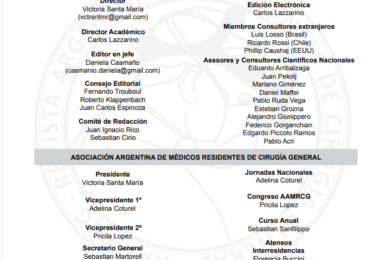 Director
Victoria Santa María
(vctrsntmr@gmail.com)
Director Académico
Carlos Lazzarino
Editor en jefe
Daniela Caamaño
(caamanio.daniela@gmail.com)
Consejo Editorial
Fernando Trouboul
Roberto Klappenbach
Juan Carlos Espinoza
Comité de Redacción
Juan Ignacio Rico
Sebastian Cirio
Edición Electrónica
Carlos Lazzarino
Miembros Consultores extranjeros
Luis Losso (Brasil)
Ricardo Rossi (Chile)
Phillip Caushaj (EEUU)
Asesores y Consultores Científicos Nacionales
Eduardo Arribalzaga
Juan Pekolj
Mariano Giménez
Daniel Maffei
Pablo Ruda Vega
Esteban Grozna
Alejandro Giunippero
Federico Gorganchian
Edgardo Piccolo Ramos
Pablo Acri
ASOCIACIÓN ARGENTINA DE MÉDICOS RESIDENTES DE CIRUGÍA GENERAL
Presidente
Victoria Santa María
Vicepresidente 1º
Adelina Coturel
Vicepresidente 2º
Pricila Lopez
Secretario General
Sebastian Martorell
Jornadas Nacionales
Adelina Coturel
Congreso AAMRCG
Pricila Lopez
Curso Anual
Sebastian Sanfilippo
Ateneos
Interresidencias
Florencia Buccini